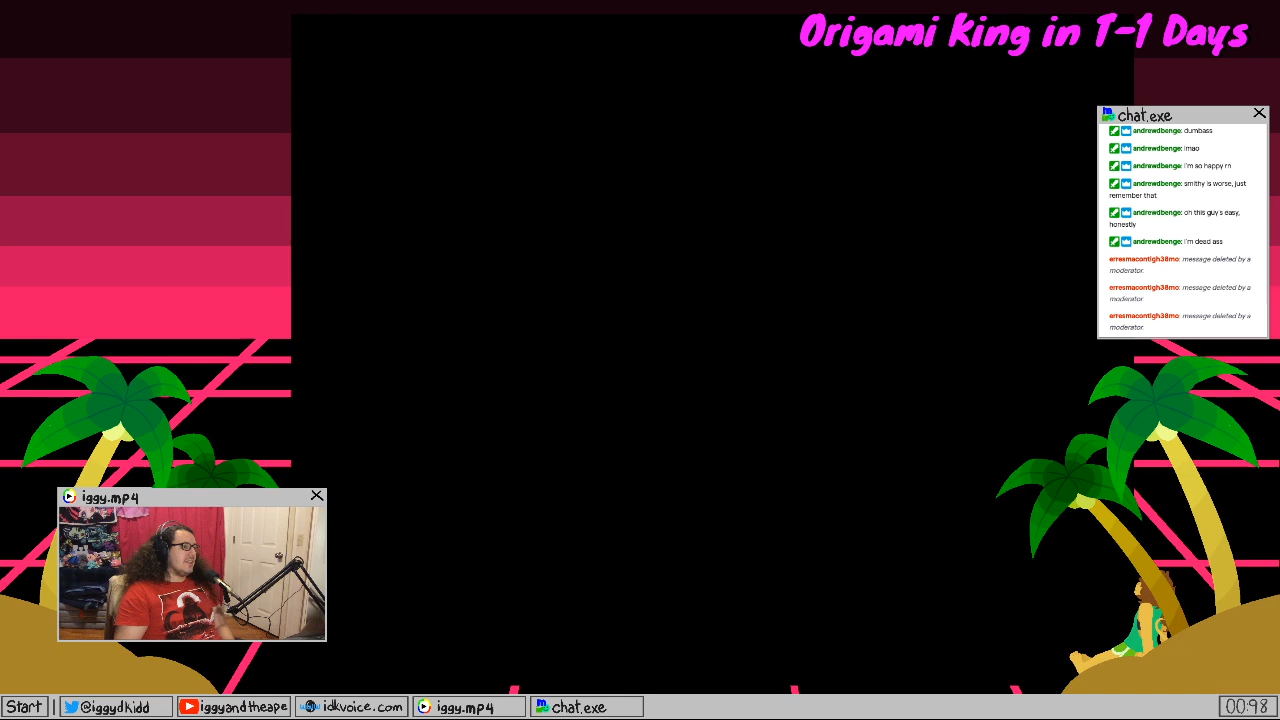 Origami King in T-1 Days
chat.exe
andrewdbenge: dumbass
andrewdbenge: lmao
andrewdbenge: i'm so happy rn
andrewdbenge: smithy is worse, just
remember that
andrewdbenge: oh this guy's easy,
honestly
andrewdbenge: i'm dead ass
erresmacontigh38mo: message deleted by a
moderator.
erresmacontigh38mo: message deleted by a
moderator.
erresmacontigh38mo: message deleted by a
moderator.
iggy.mp4
Start | @iggydkidd iggyandtheape idkvoice.com iggy.mp4 chat.exe 00:98